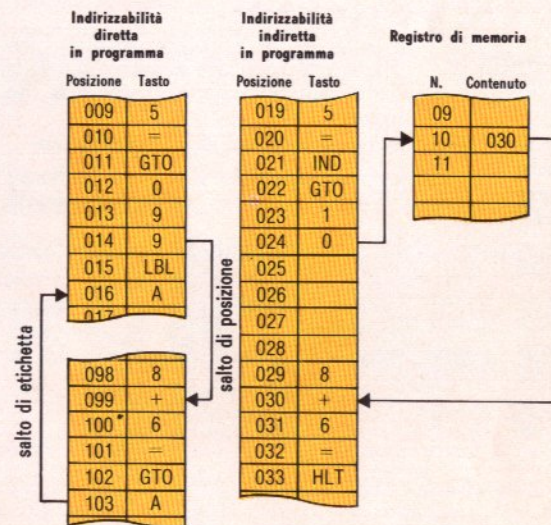 Indirizzabilità
diretta
in programma
Posizione Tasto
009 5
010 =
011 GTO
012 0
013 9
014 9
015 LBL
016 A
017
098 8
099 +
100 6
101 =
102 GTO
103 A
salto di etichetta
salto di posizione
Indirizzabilità
indiretta
in programma
Posizione Tasto
019 5
020 =
021 IND
022 GTO
023 1
024 0
025
026
027
028
029 8
030 +
031 6
032 =
033 HLT
Registro di memoria
N. Contenuto
09
10 030
11